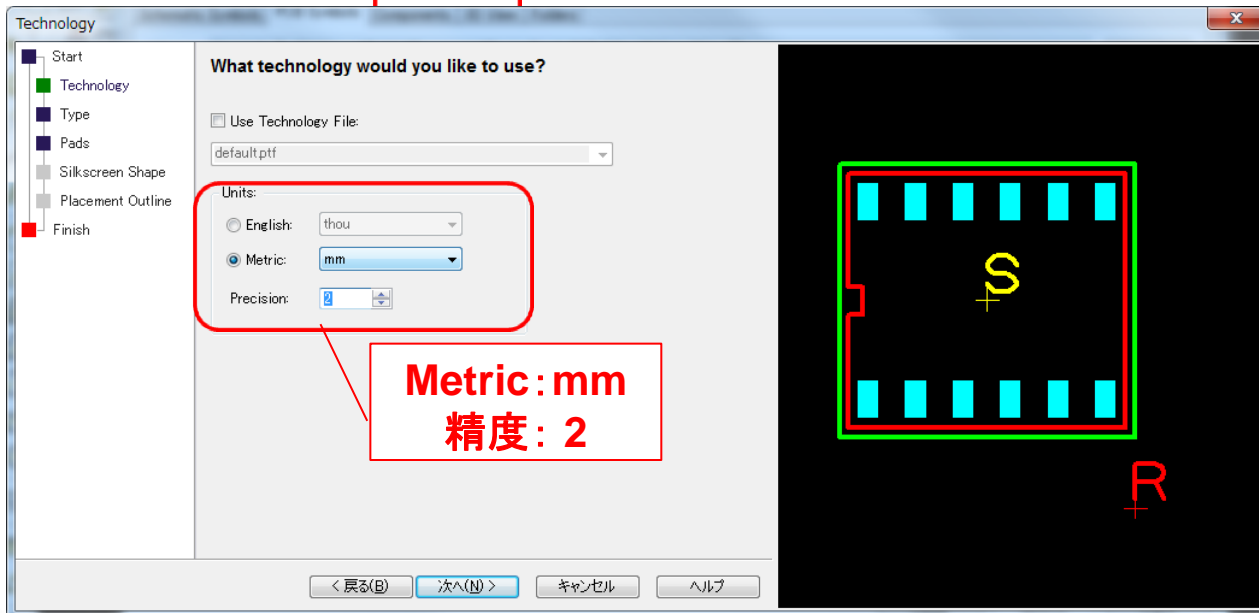 Technology
Start
Technology
Type
Pads
Silkscreen Shape
Placement Outline
Finish
What technology would you like to use?
Use Technology File:
default.ptf
Units:
English: thou
Metric: mm
Precision: 2
Metric:mm
精度: 2
S
R
< 戻る(B) 次へ(N) > キャンセル ヘルプ